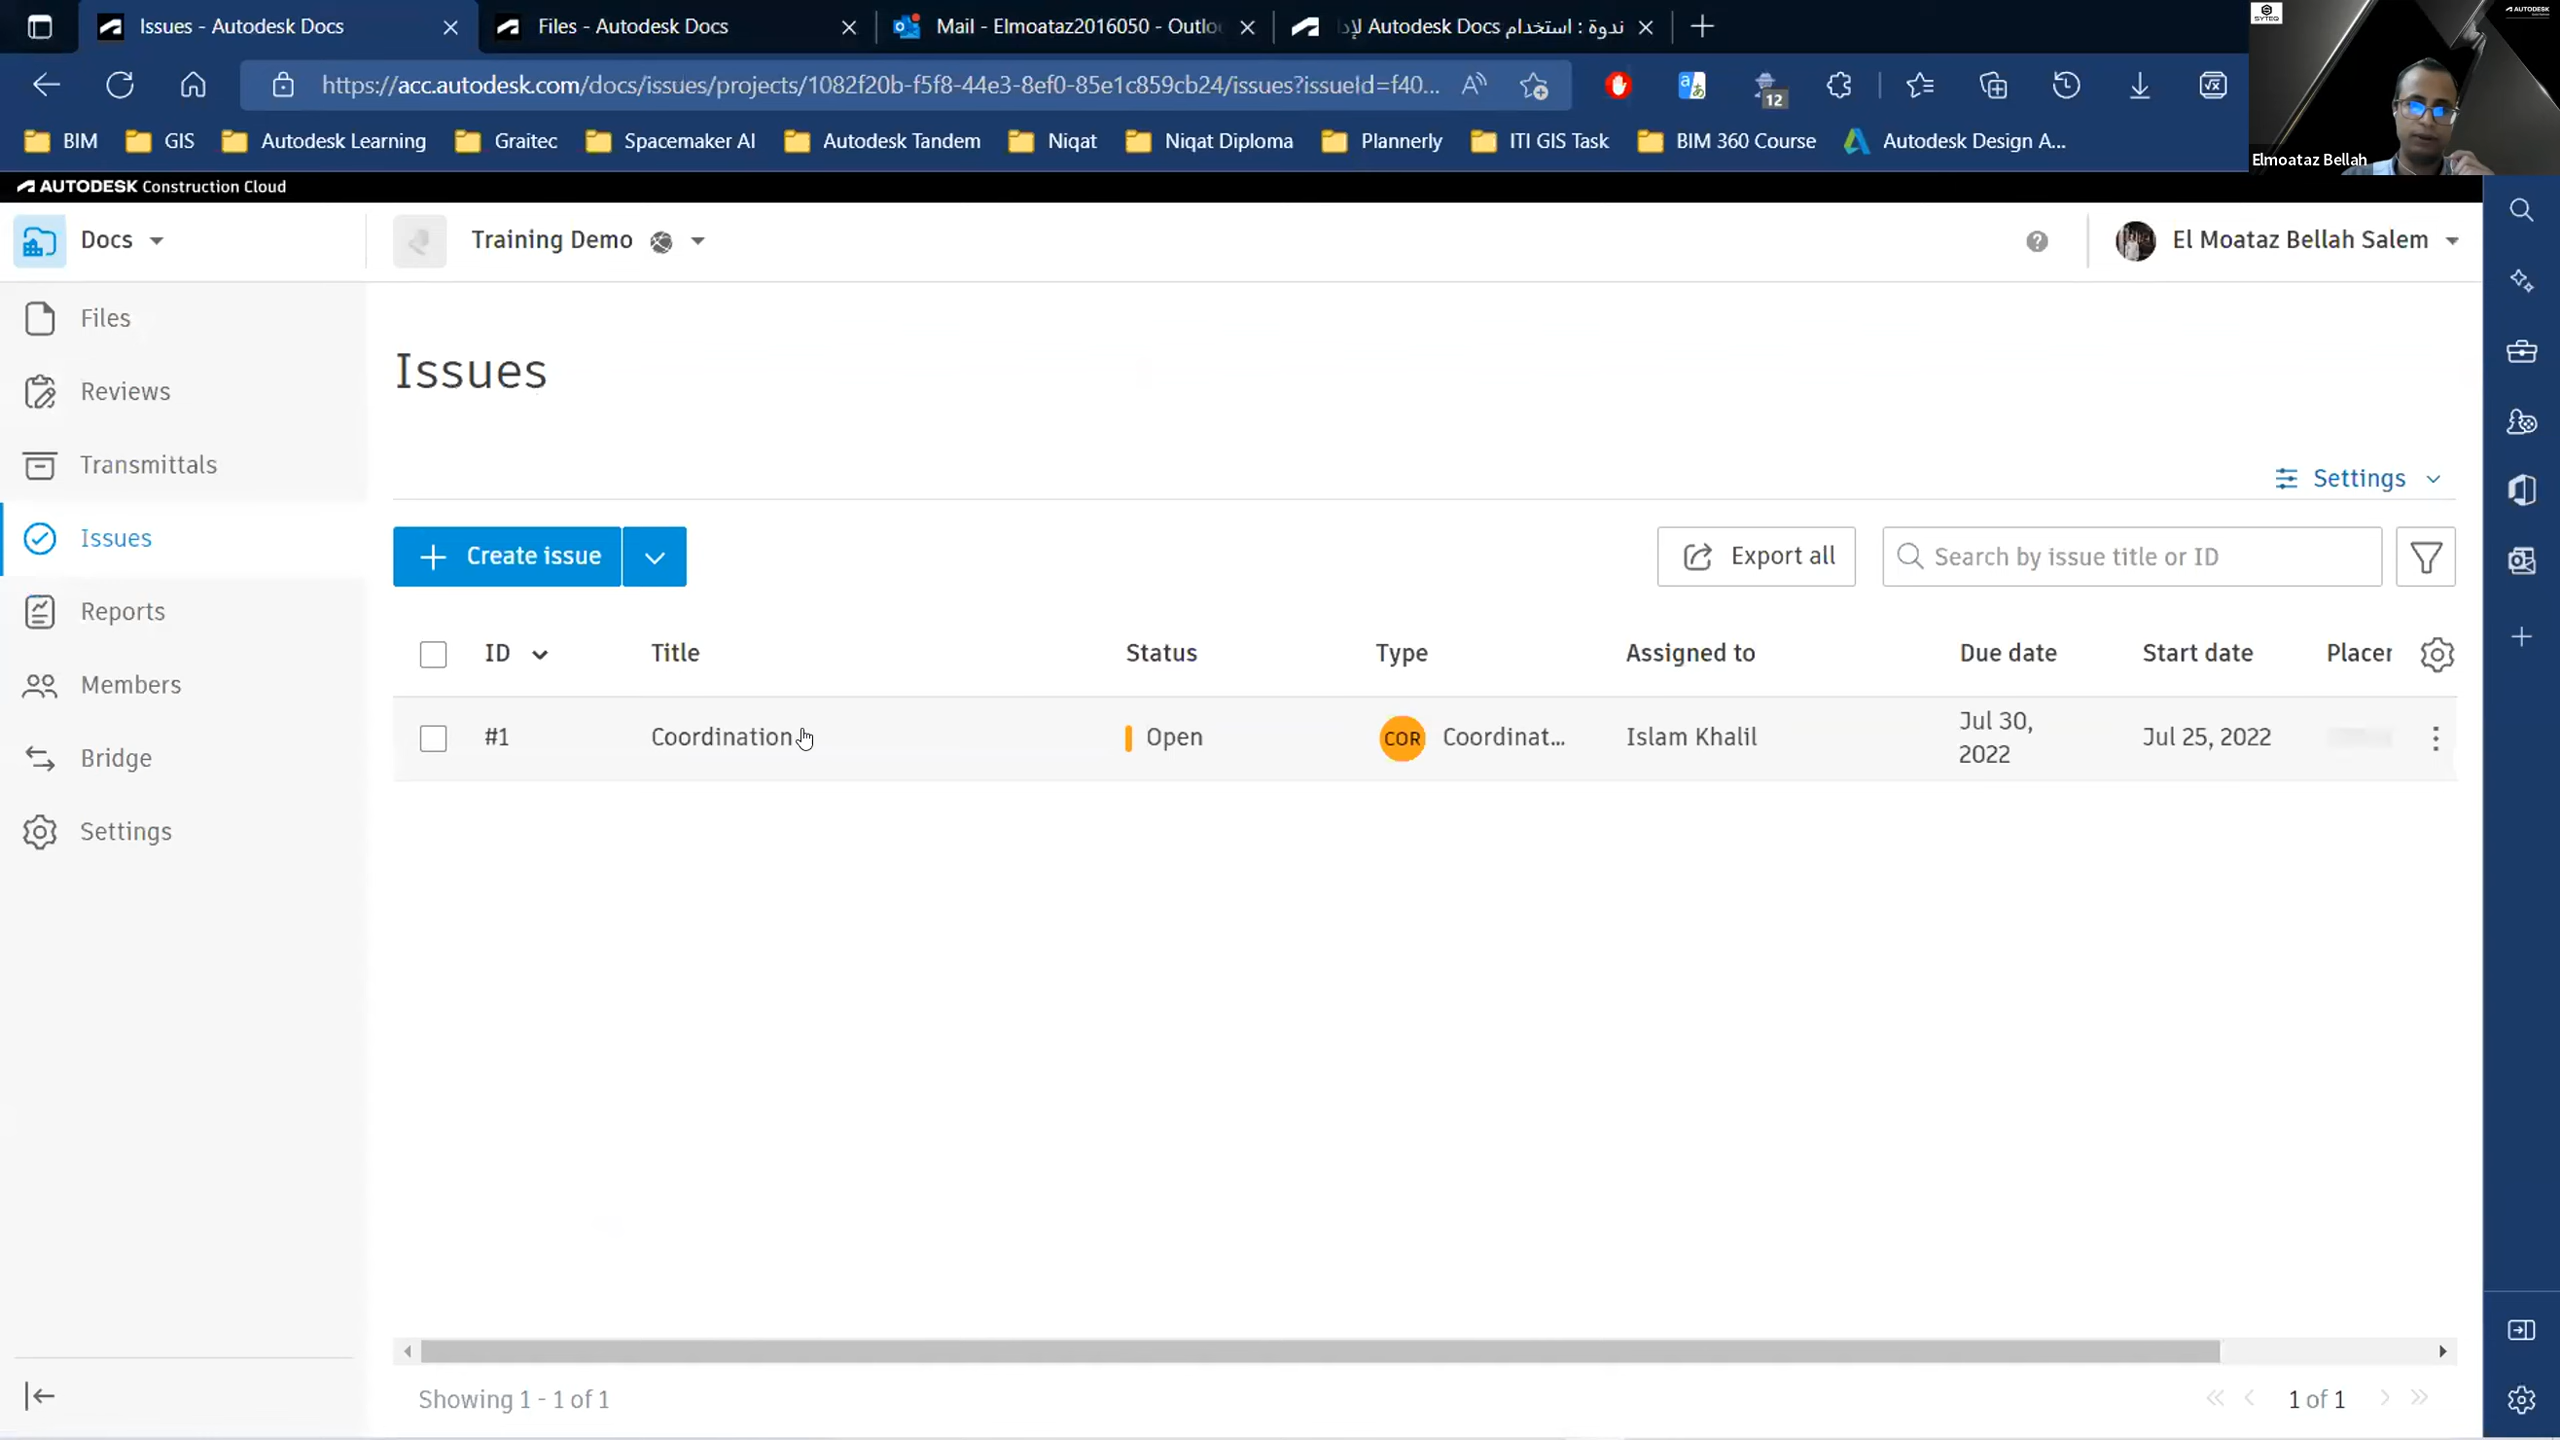 Issues - Autodesk Docs
Files - Autodesk Docs
Mail - Elmoataz2016050 - Outlo
ندوة : استخدام Autodesk Docs لإدا
SYTEQ
AUTODESK
https://acc.autodesk.com/docs/issues/projects/1082f20b-f5f8-44e3-8ef0-85e1c859cb24/issues?issueId=f40...
12
BIM
GIS
Autodesk Learning
Graitec
Spacemaker AI
Autodesk Tandem
Niqat
Niqat Diploma
Plannerly
ITI GIS Task
BIM 360 Course
Autodesk Design A...
Elmoataz Bellah
AUTODESK Construction Cloud
Docs
Training Demo
El Moataz Bellah Salem
Files
Reviews
Transmittals
Issues
Reports
Members
Bridge
Settings
Issues
Settings
Create issue
Export all
Search by issue title or ID
ID Title Status Type Assigned to Due date Start date Placer
#1 Coordination Open COR Coordinat... Islam Khalil Jul 30, 2022 Jul 25, 2022
Showing 1 - 1 of 1
1 of 1